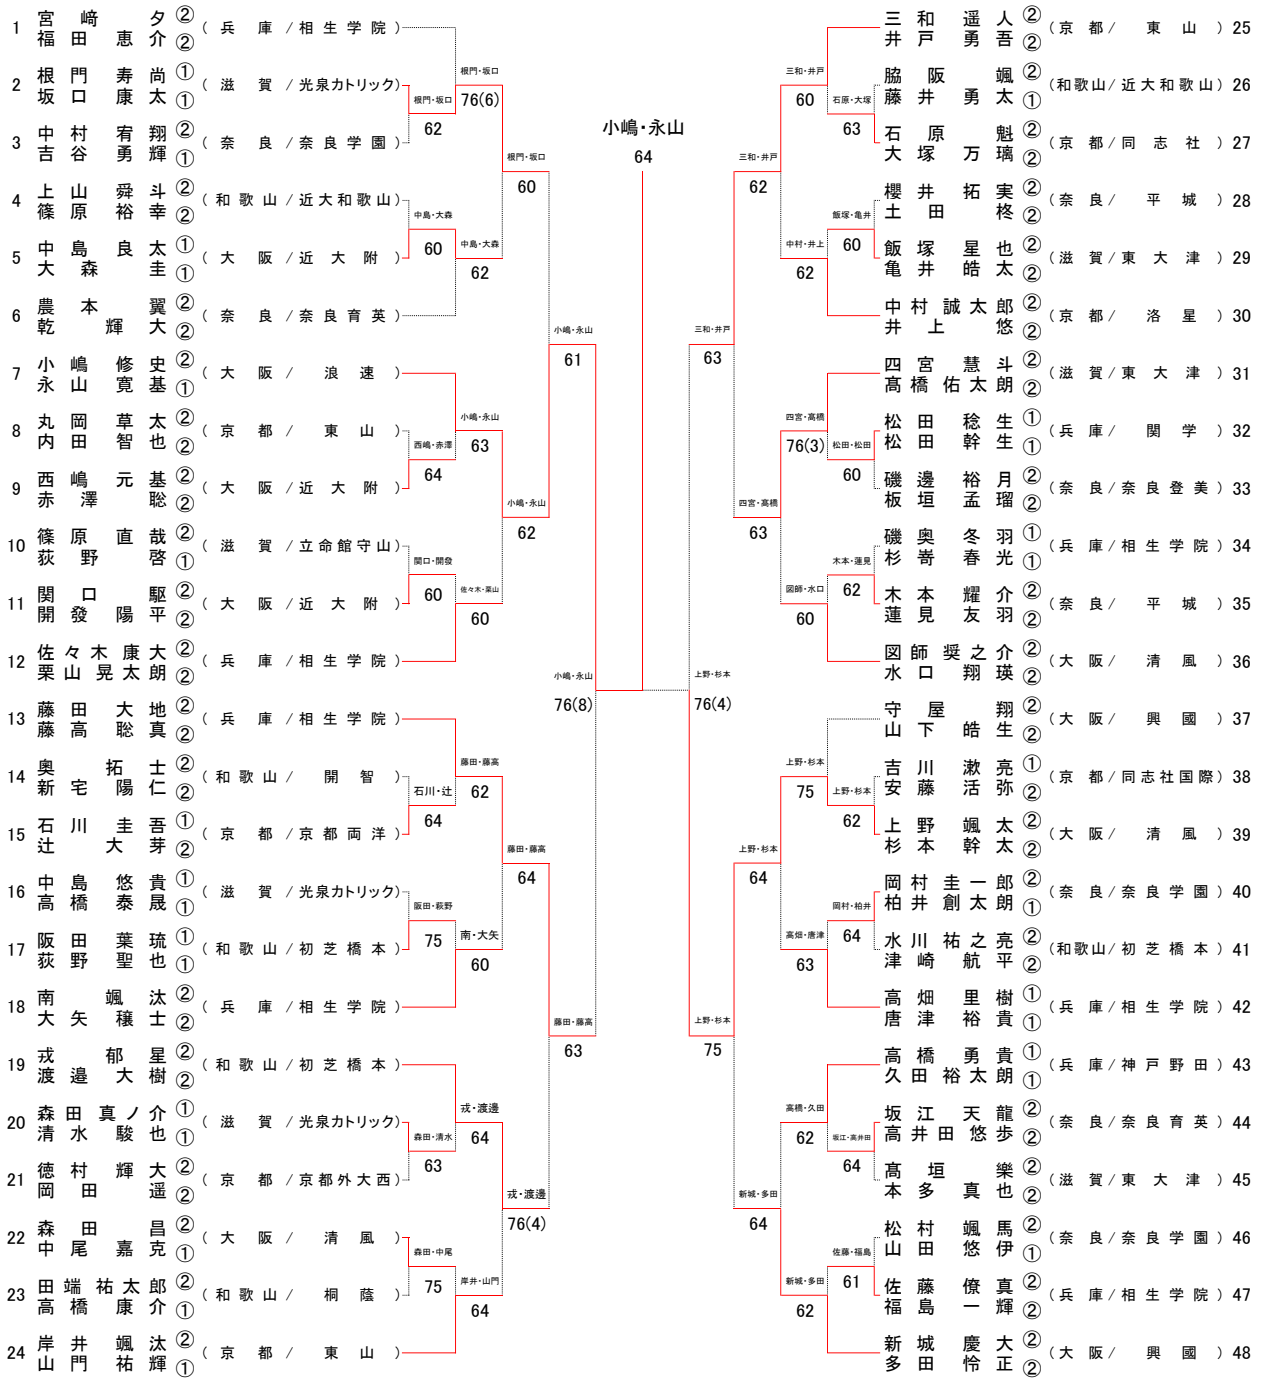 小嶋・永山
64
1 宮﨑 夕 ② (兵庫/相生学院)
福田恵介 ②
2 根門寿尚 ① (滋賀/光泉カトリック)
坂口康太 ①
3 中村宥翔 ② (奈良/奈良学園)
吉谷勇輝 ①
4 上山舜斗 ② (和歌山/近大和歌山)
篠原裕幸 ②
5 中島良太 ① (大阪/近大附)
大森圭 ①
6 農本翼 ② (奈良/奈良育英)
乾輝大 ②
7 小嶋修史 ② (大阪/浪速)
永山寛基 ①
8 丸岡草太 ② (京都/東山)
内田智也 ②
9 西嶋元基 ② (大阪/近大附)
赤澤聡 ②
10 篠原直哉 ② (滋賀/立命館守山)
荻野啓 ①
11 関口駆 ② (大阪/近大附)
開發陽平 ②
12 佐々木康大 ② (兵庫/相生学院)
栗山晃太朗 ②
13 藤田大地 ② (兵庫/相生学院)
藤高聡真 ②
14 奥拓士 ② (和歌山/開智)
新宅陽仁 ②
15 石川圭吾 ① (京都/京都両洋)
辻大芽 ②
16 中島悠貴 ① (滋賀/光泉カトリック)
高橋泰晟 ①
17 阪田葉琉 ① (和歌山/初芝橋本)
荻野聖也 ①
18 南颯汰 ② (兵庫/相生学院)
大矢穣士 ②
19 戎郁星 ② (和歌山/初芝橋本)
渡邉大樹 ②
20 森田真ノ介 ① (滋賀/光泉カトリック)
清水駿也 ①
21 徳村輝大 ② (京都/京都外大西)
岡田遥 ②
22 森田昌 ② (大阪/清風)
中尾嘉克 ①
23 田端祐太郎 ② (和歌山/桐蔭)
高橋康介 ①
24 岸井颯汰 ② (京都/東山)
山門祐輝 ①
根門・坂口
62
中島・大森
60
西嶋・赤澤
64
関口・開發
60
石川・辻
64
阪田・萩野
75
森田・清水
63
森田・中尾
75
根門・坂口
76(6)
中島・大森
62
小嶋・永山
63
佐々木・栗山
60
藤田・藤高
62
南・大矢
60
戎・渡邊
64
岸井・山門
64
根門・坂口
60
小嶋・永山
62
藤田・藤高
64
戎・渡邊
76(4)
小嶋・永山
61
藤田・藤高
63
小嶋・永山
76(8)
三和遥人 ② (京都/東山) 25
井戸勇吾 ②
脇阪颯 ② (和歌山/近大和歌山) 26
藤井勇太 ①
石原魁 ② (京都/同志社) 27
大塚万璃 ②
櫻井拓実 ② (奈良/平城) 28
土田柊 ②
飯塚星也 ② (滋賀/東大津) 29
亀井皓太 ②
中村誠太郎 ② (京都/洛星) 30
井上悠 ②
四宮慧斗 ② (滋賀/東大津) 31
髙橋佑太朗 ②
松田稔生 ① (兵庫/関学) 32
松田幹生 ①
磯邊裕月 ② (奈良/奈良登美) 33
板垣孟瑠 ②
磯奥冬羽 ① (兵庫/相生学院) 34
杉嵜春光 ①
木本耀介 ② (奈良/平城) 35
蓮見友羽 ②
図師奨之介 ② (大阪/清風) 36
水口翔瑛 ②
守屋翔 ② (大阪/興國) 37
山下皓生 ②
吉川漱亮 ① (京都/同志社国際) 38
安藤活弥 ②
上野颯太 ② (大阪/清風) 39
杉本幹太 ②
岡村圭一郎 ② (奈良/奈良学園) 40
柏井創太朗 ①
水川祐之亮 ② (和歌山/初芝橋本) 41
津崎航平 ②
高畑里樹 ① (兵庫/相生学院) 42
唐津裕貴 ①
高橋勇貴 ① (兵庫/神戸野田) 43
久田裕太朗 ①
坂江天龍 ② (奈良/奈良育英) 44
高井田悠歩 ②
髙垣樂 ② (滋賀/東大津) 45
本多真也 ②
松村颯馬 ② (奈良/奈良学園) 46
山田悠伊 ①
佐藤僚真 ② (兵庫/相生学院) 47
福島一輝 ②
新城慶大 ② (大阪/興國) 48
多田怜正 ②
石原・大塚
63
飯塚・亀井
60
松田・松田
60
木本・蓮見
62
上野・杉本
62
岡村・柏井
64
坂江・高井田
64
佐藤・福島
61
三和・井戸
60
中村・井上
62
四宮・髙橋
76(3)
図師・水口
60
上野・杉本
75
高畑・唐津
63
高橋・久田
62
新城・多田
62
三和・井戸
62
四宮・髙橋
63
上野・杉本
64
新城・多田
64
三和・井戸
63
上野・杉本
75
上野・杉本
76(4)